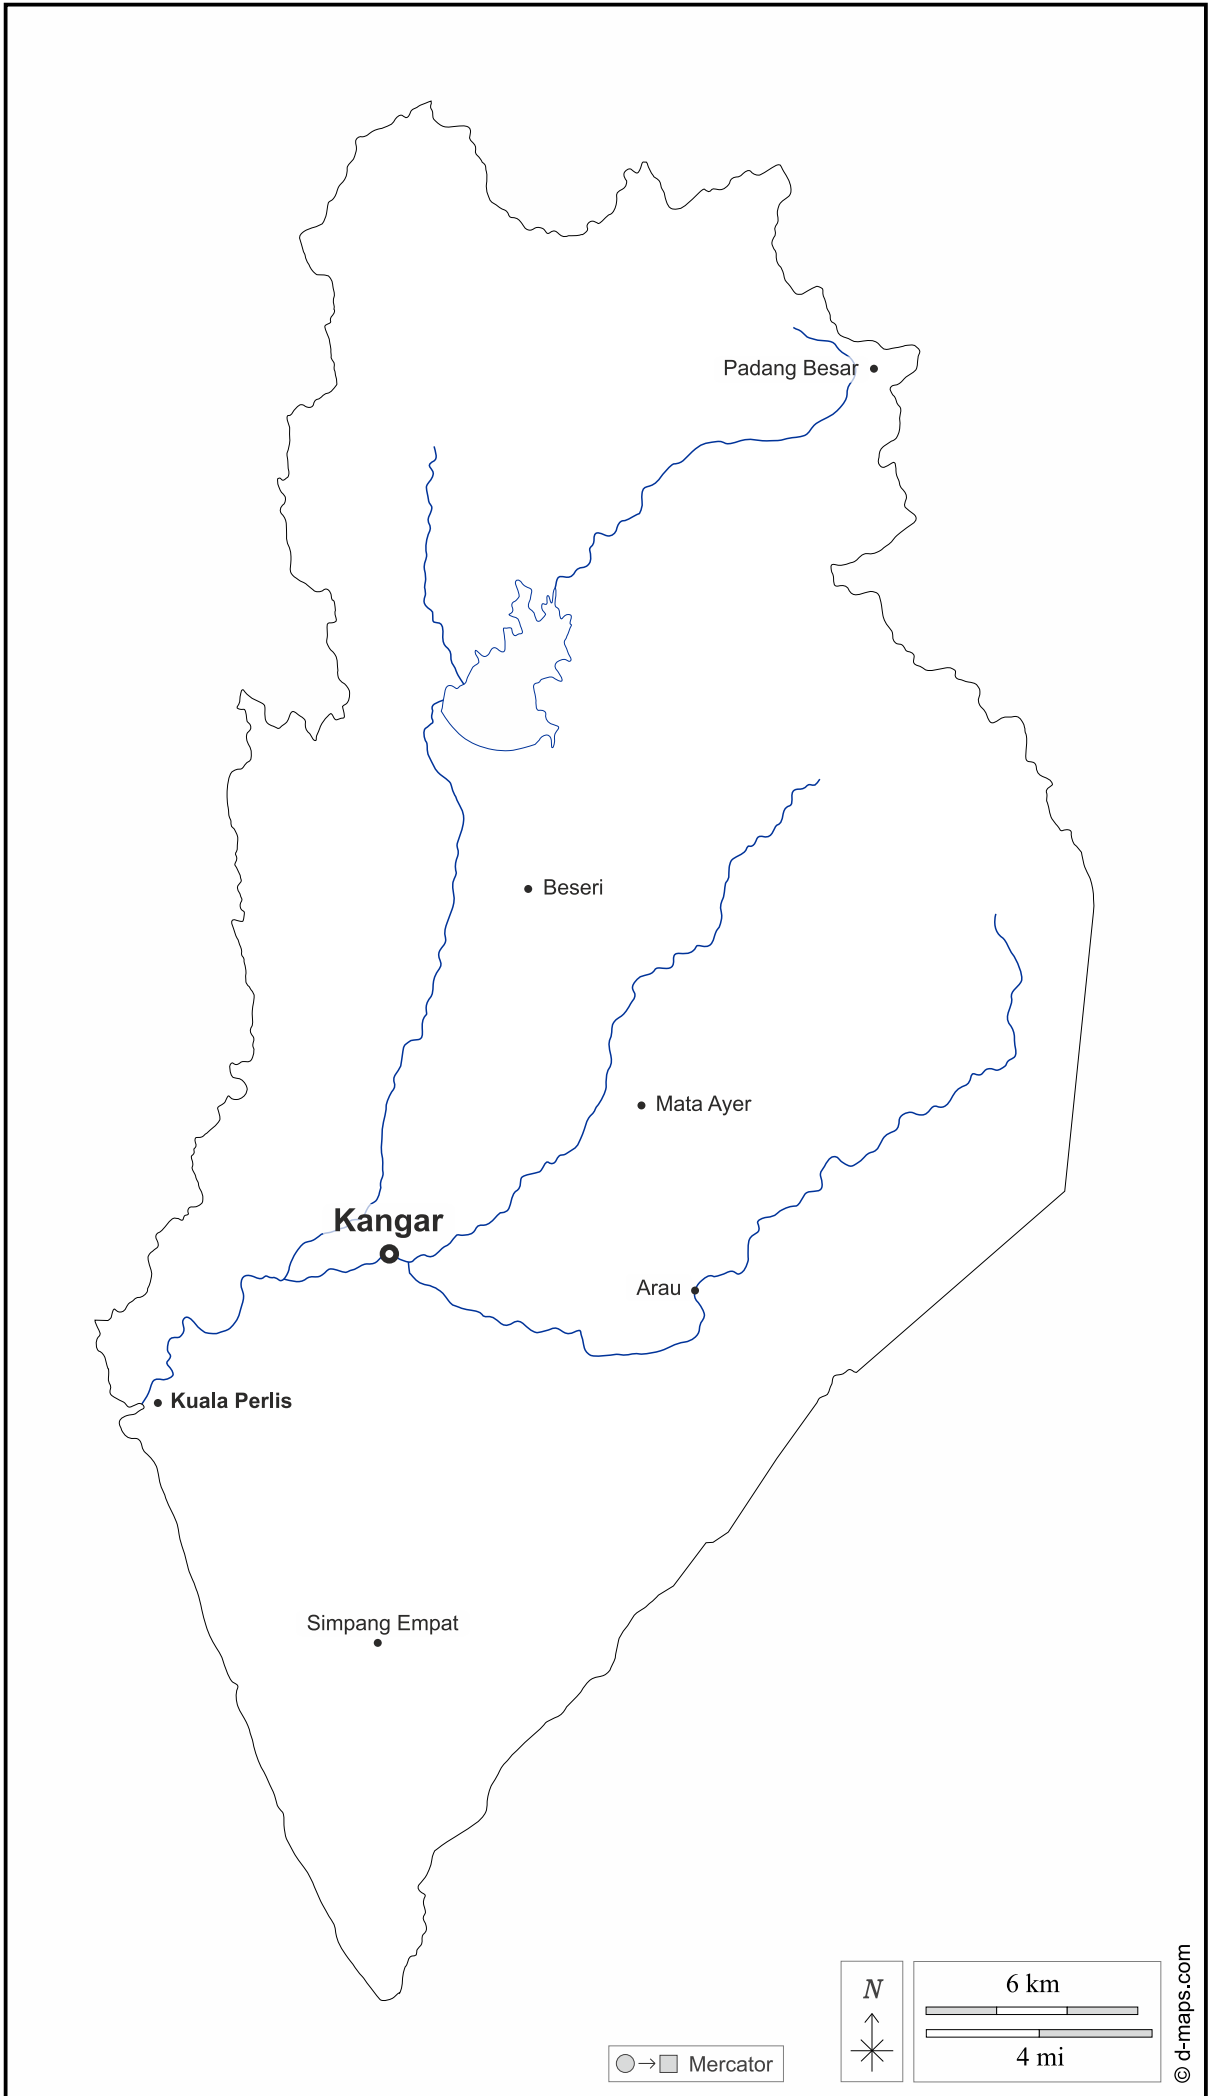 Padang Besar
Beseri
Mata Ayer
Kangar
Arau
Kuala Perlis
Simpang Empat
N
6 km
4 mi
Mercator
© d-maps.com